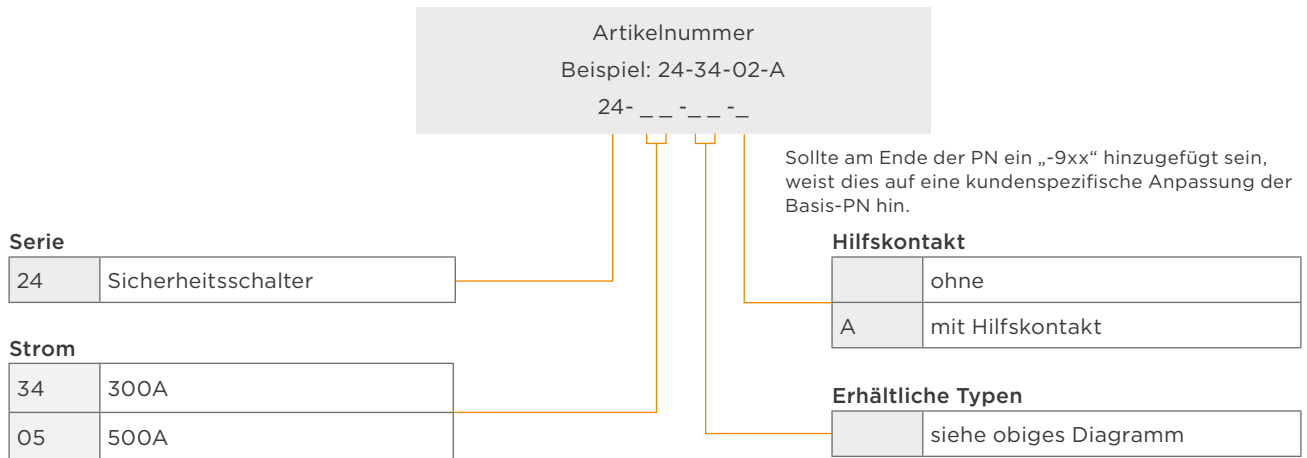 Artikelnummer
Beispiel: 24-34-02-A
24- _ _ -_ _ -_
Sollte am Ende der PN ein „-9xx“ hinzugefügt sein,
weist dies auf eine kundenspezifische Anpassung der
Basis-PN hin.
Serie
24 Sicherheitsschalter
Strom
34 300A
05 500A
Hilfskontakt
ohne
A mit Hilfskontakt
Erhältliche Typen
siehe obiges Diagramm